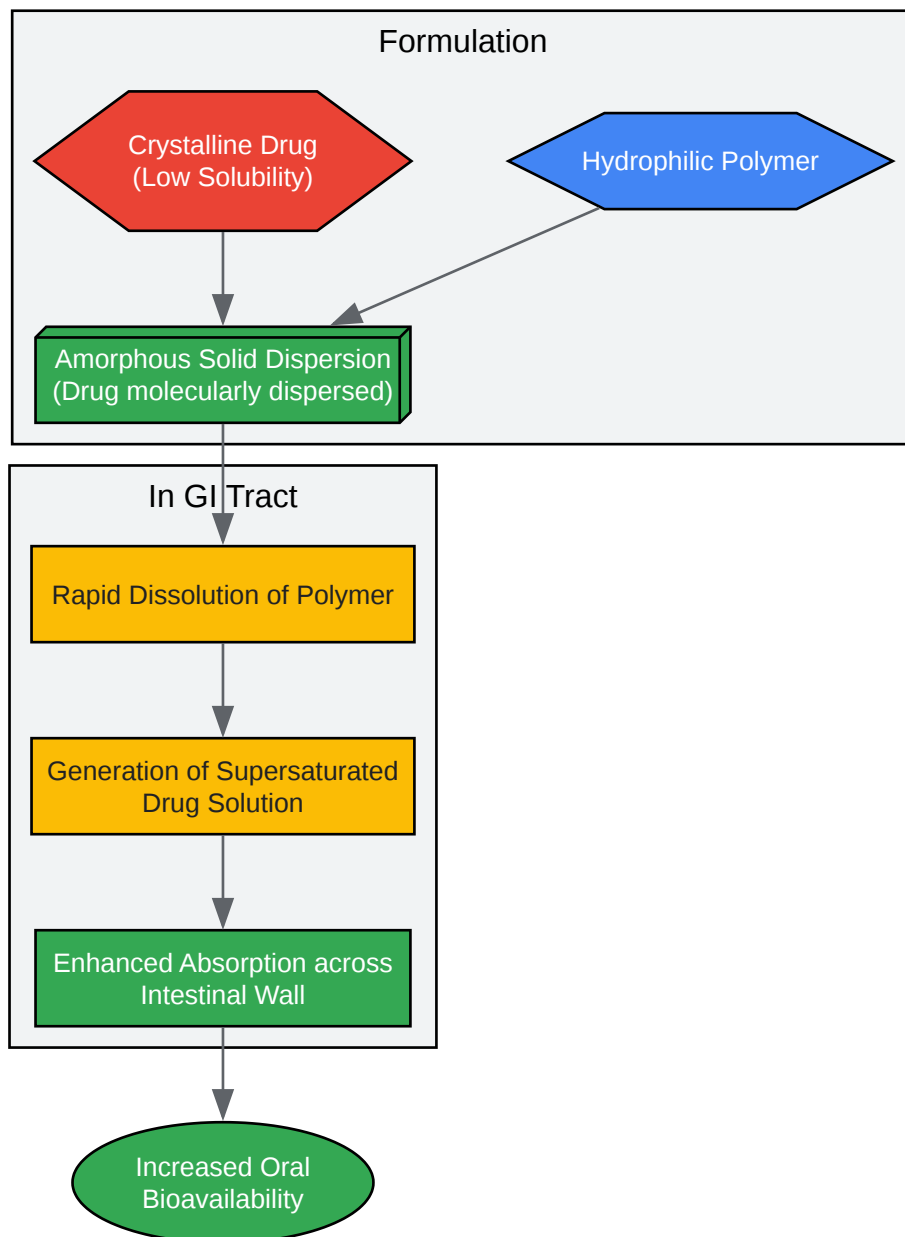 Formulation
Crystalline Drug
(Low Solubility)
Hydrophilic Polymer
Amorphous Solid Dispersion
(Drug molecularly dispersed)
In GI Tract
Rapid Dissolution of Polymer
Generation of Supersaturated
Drug Solution
Enhanced Absorption across
Intestinal Wall
Increased Oral
Bioavailability